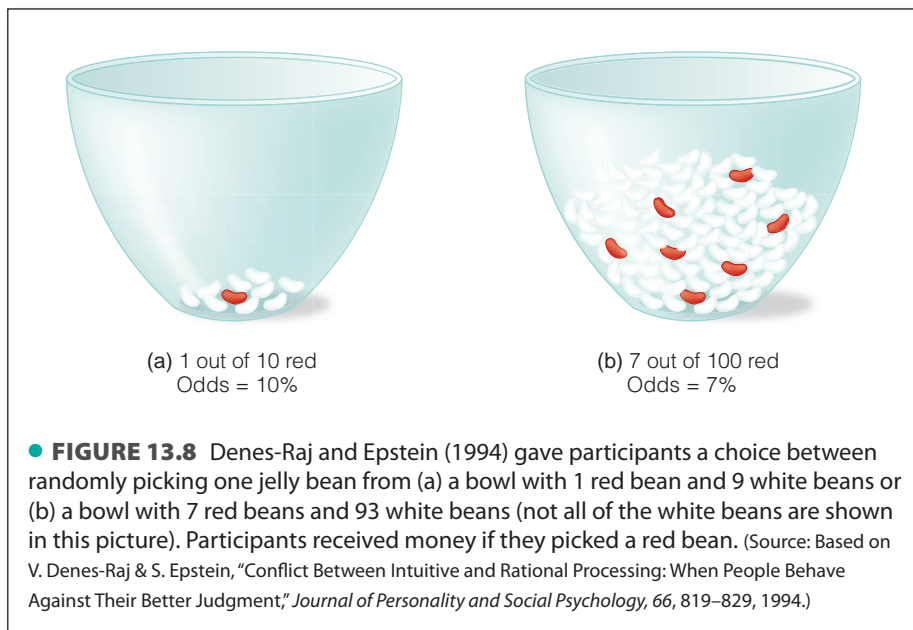 (a) 1 out of 10 red
Odds = 10%
(b) 7 out of 100 red
Odds = 7%
● FIGURE 13.8 Denes-Raj and Epstein (1994) gave participants a choice between
randomly picking one jelly bean from (a) a bowl with 1 red bean and 9 white beans or
(b) a bowl with 7 red beans and 93 white beans (not all of the white beans are shown
in this picture). Participants received money if they picked a red bean. (Source: Based on
V. Denes-Raj & S. Epstein, “Conflict Between Intuitive and Rational Processing: When People Behave
Against Their Better Judgment,” Journal of Personality and Social Psychology, 66, 819–829, 1994.)